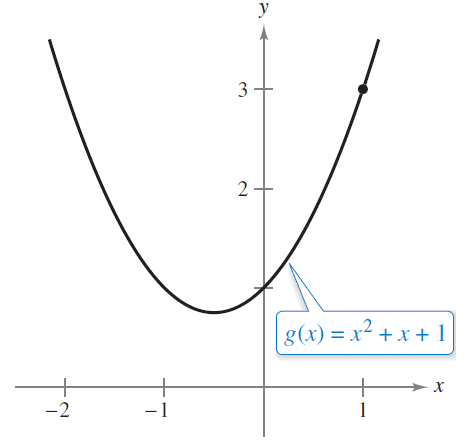 y
3
2
g(x) = x² + x + 1
x
−2
−1
1